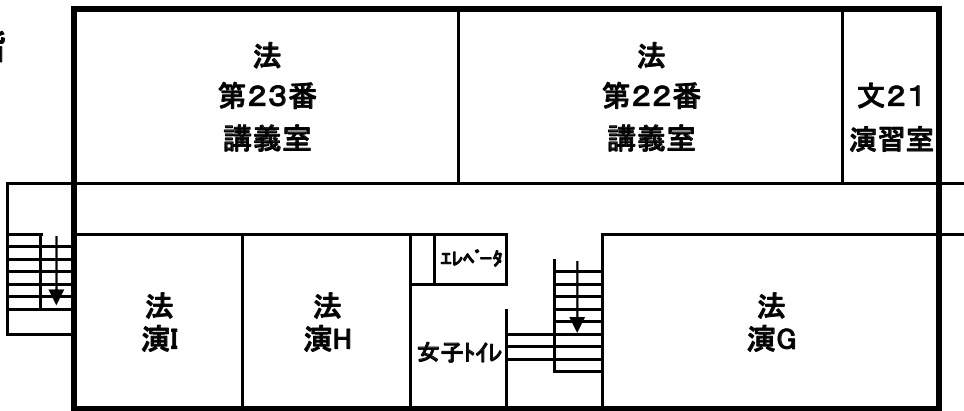 法
第２３番
講義室
法
第２２番
講義室
文２１
演習室
ｴﾚﾍﾞｰﾀ
法
演I
法
演H
女子ﾄｲﾚ
法
演G